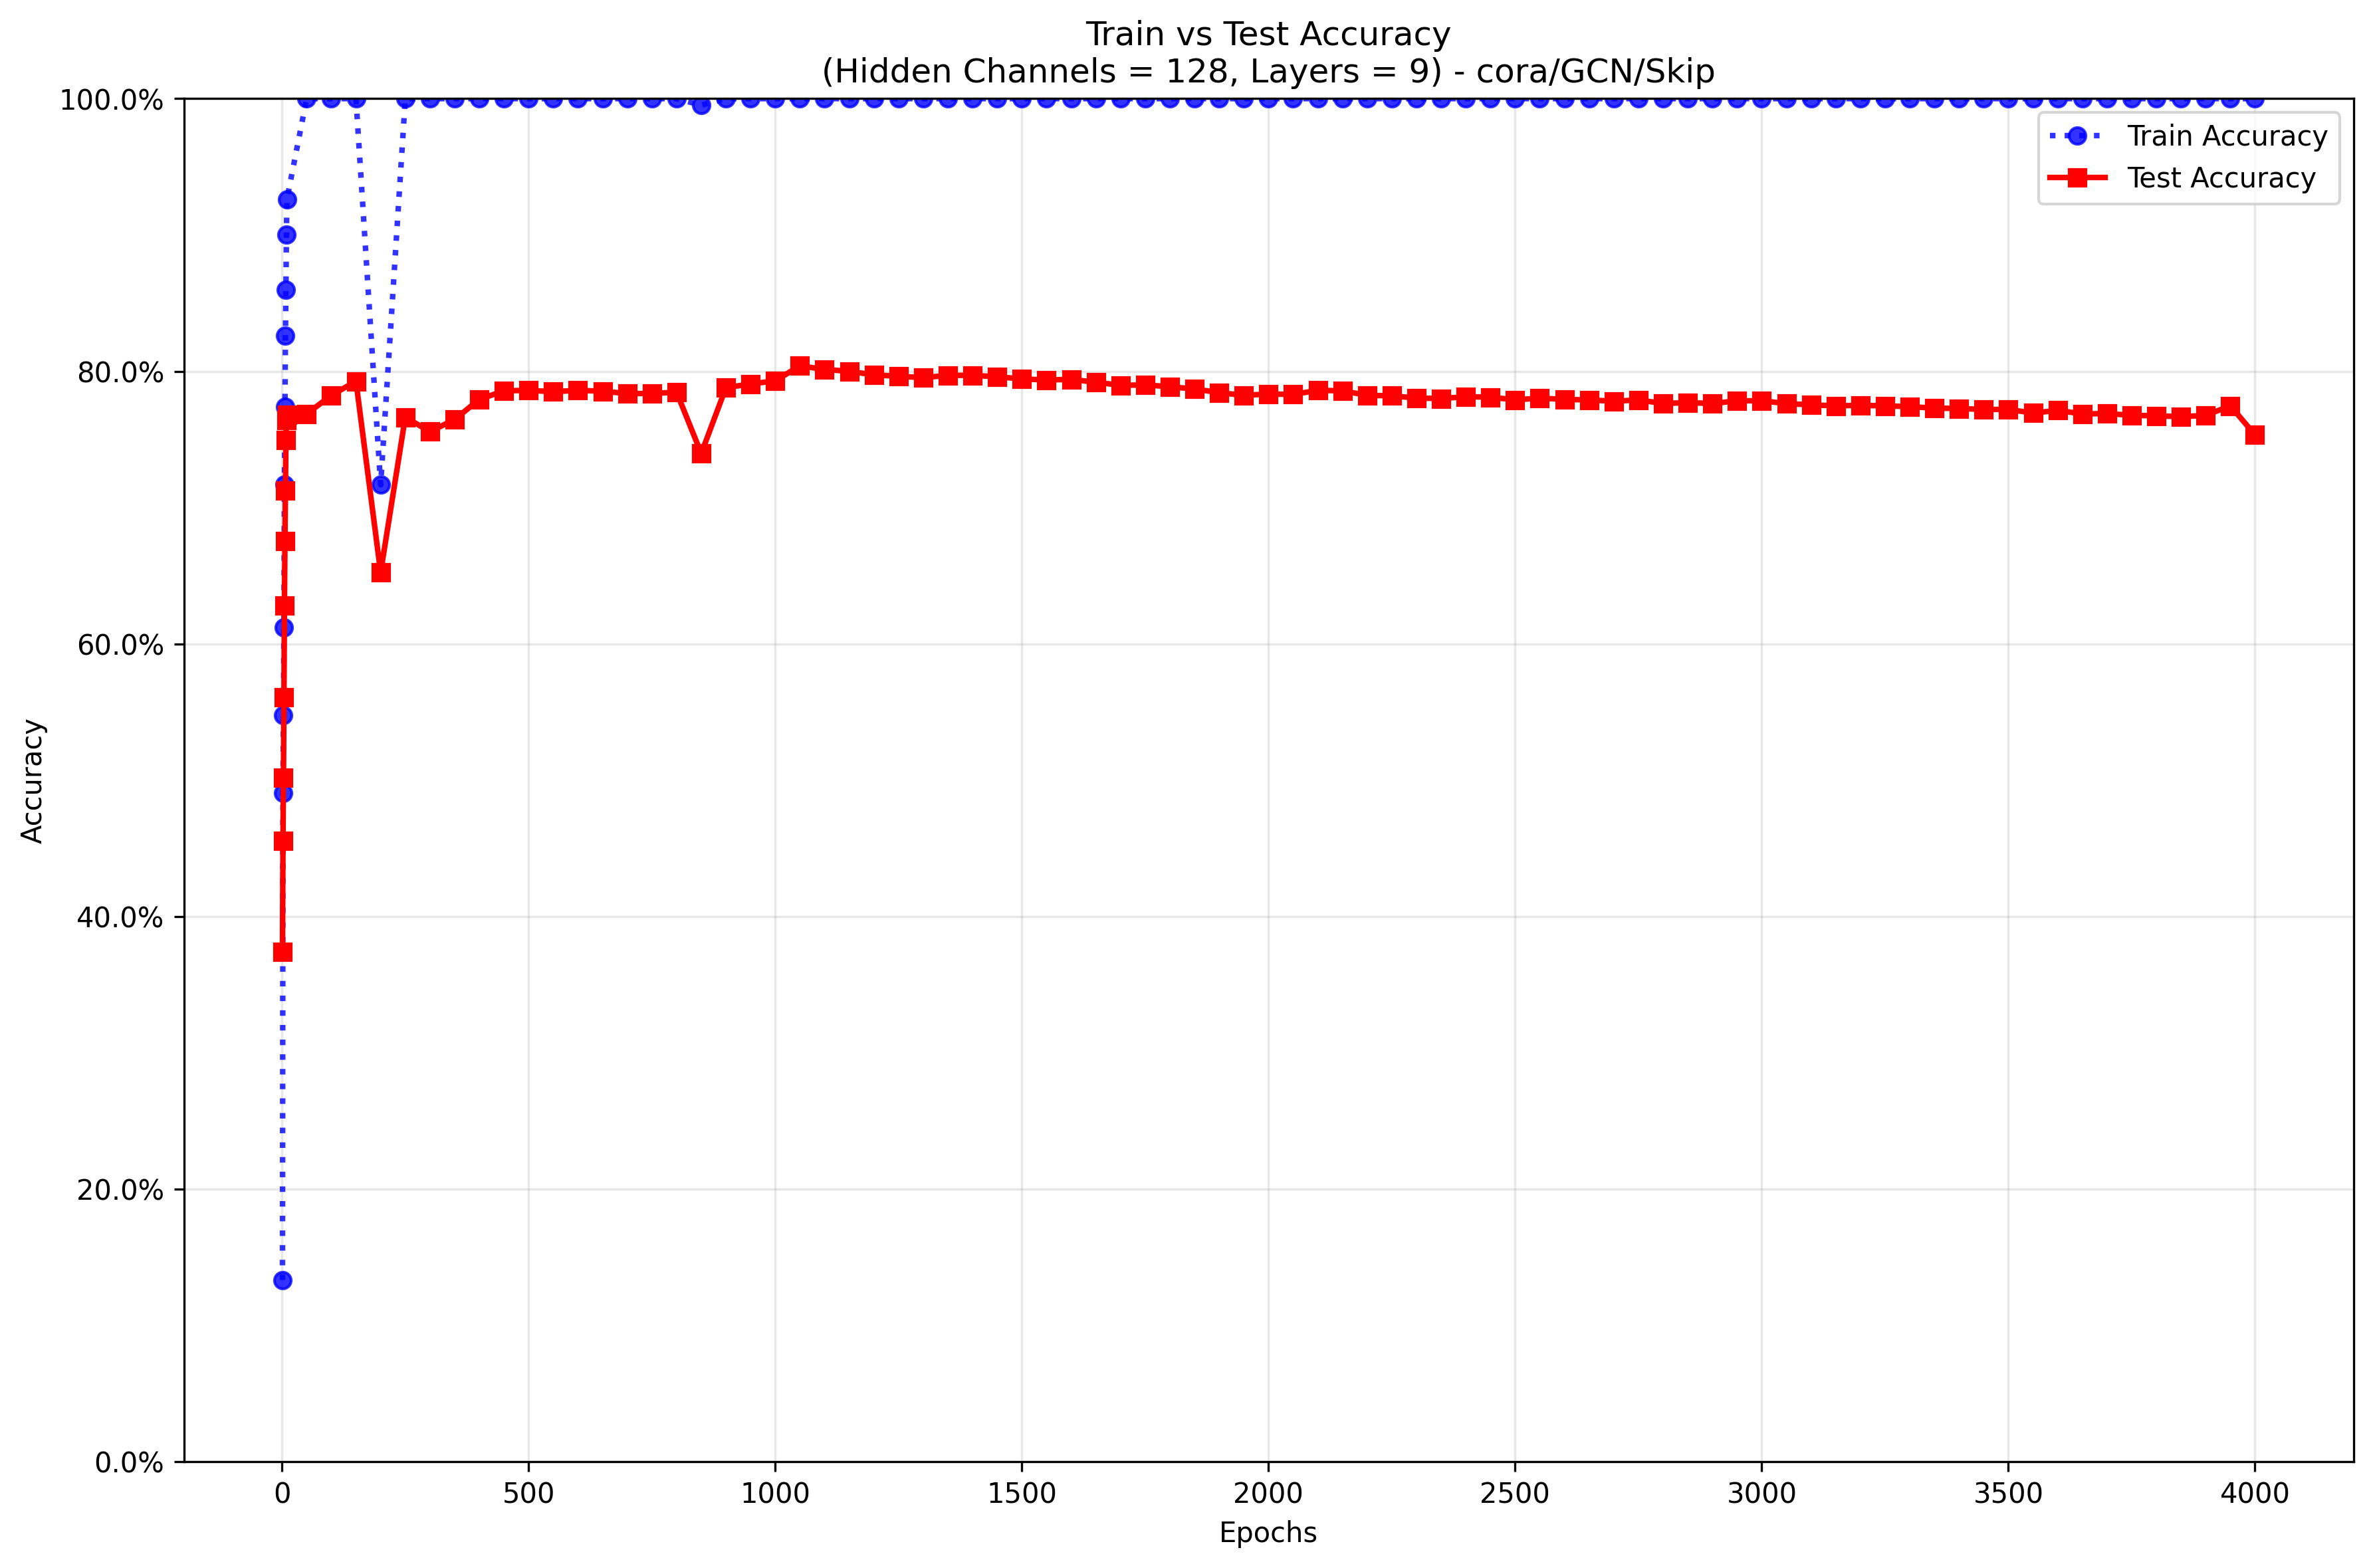 Train vs Test Accuracy
(Hidden Channels = 128, Layers = 9) - cora/GCN/Skip
100.0%
80.0%
60.0%
40.0%
20.0%
0.0%
Accuracy
Train Accuracy
Test Accuracy
0 500 1000 1500 2000 2500 3000 3500 4000
Epochs